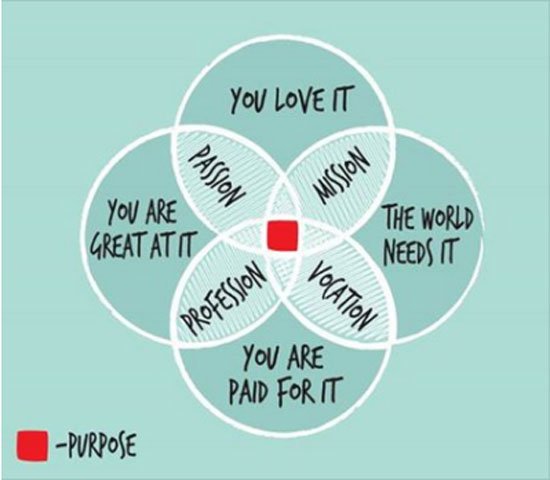 YOU LOVE IT
PASSION
MISSION
YOU ARE
GREAT AT IT
THE WORLD
NEEDS IT
PROFESSION
VOCATION
YOU ARE
PAID FOR IT
-PURPOSE